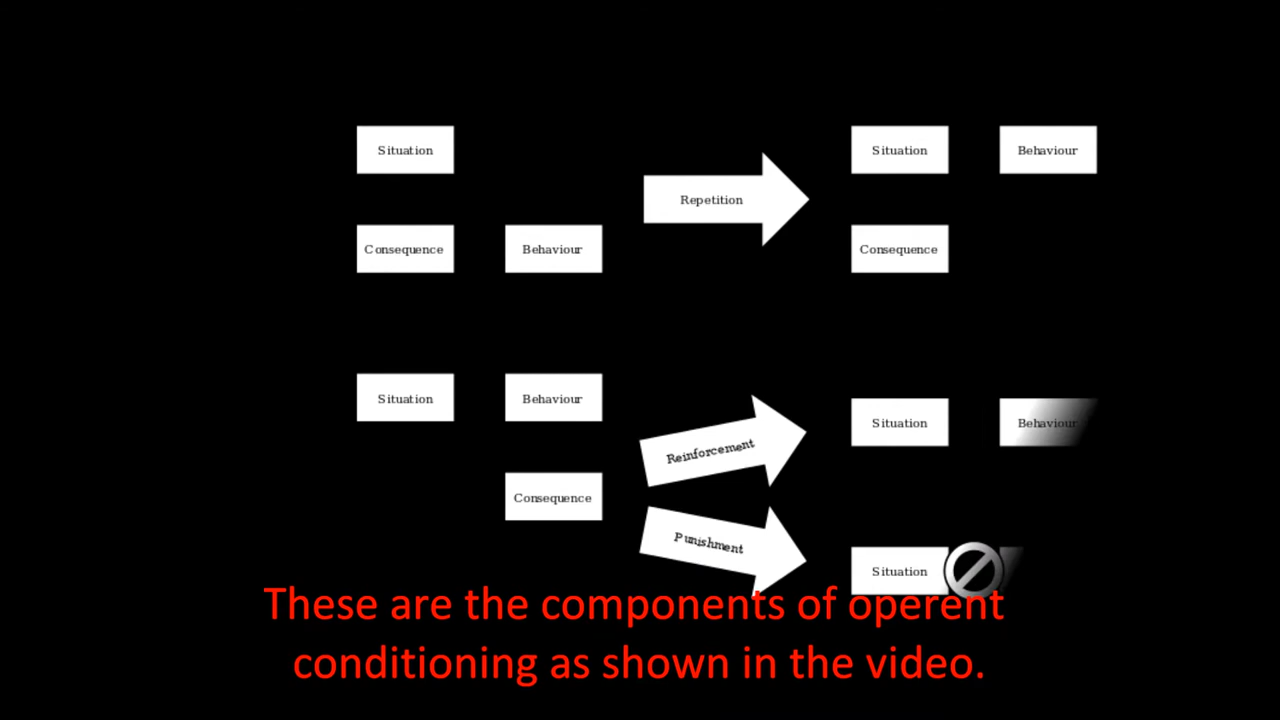 Situation
Situation
Behaviour
Repetition
Consequence
Behaviour
Consequence
Situation
Behaviour
Reinforcement
Situation
Behaviour
Consequence
Punishment
Situation
These are the components of operent
conditioning as shown in the video.